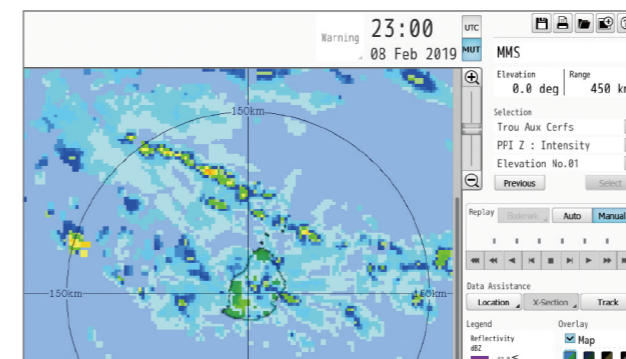 Warning
23:00
08 Feb 2019
UTC
MUT
MMS
Elevation
0.0 deg
Range
450 km
Selection
Trou Aux Cerfs
PPI Z : Intensity
Elevation No.01
Previous
Select
Replay
Auto
Manual
Data Assistance
Location
X-Section
Track
Legend
Overlay
Reflectivity
dBZ
Map
150km
150km